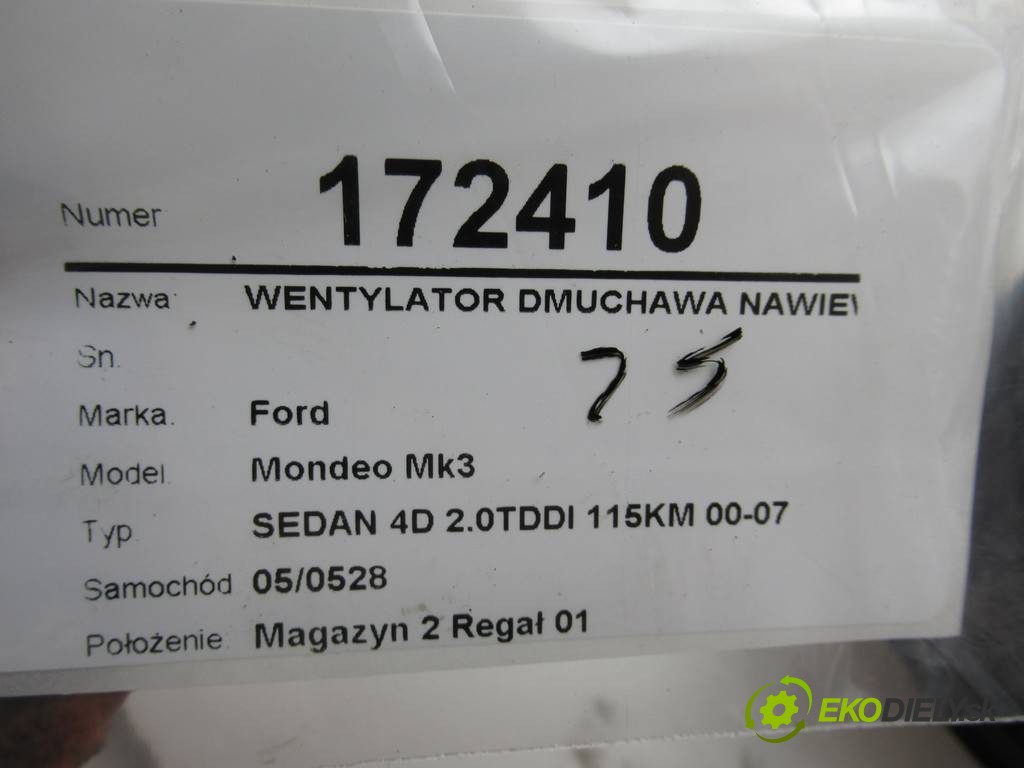 Numer 172410
Nazwa: WENTYLATOR DMUCHAWA NAWIEW
Sn.
75
Marka. Ford
Model. Mondeo Mk3
Typ. SEDAN 4D 2.0TDDI 115KM 00-07
Samochód 05/0528
Położenie. Magazyn 2 Regał 01
EKODIELY.sk